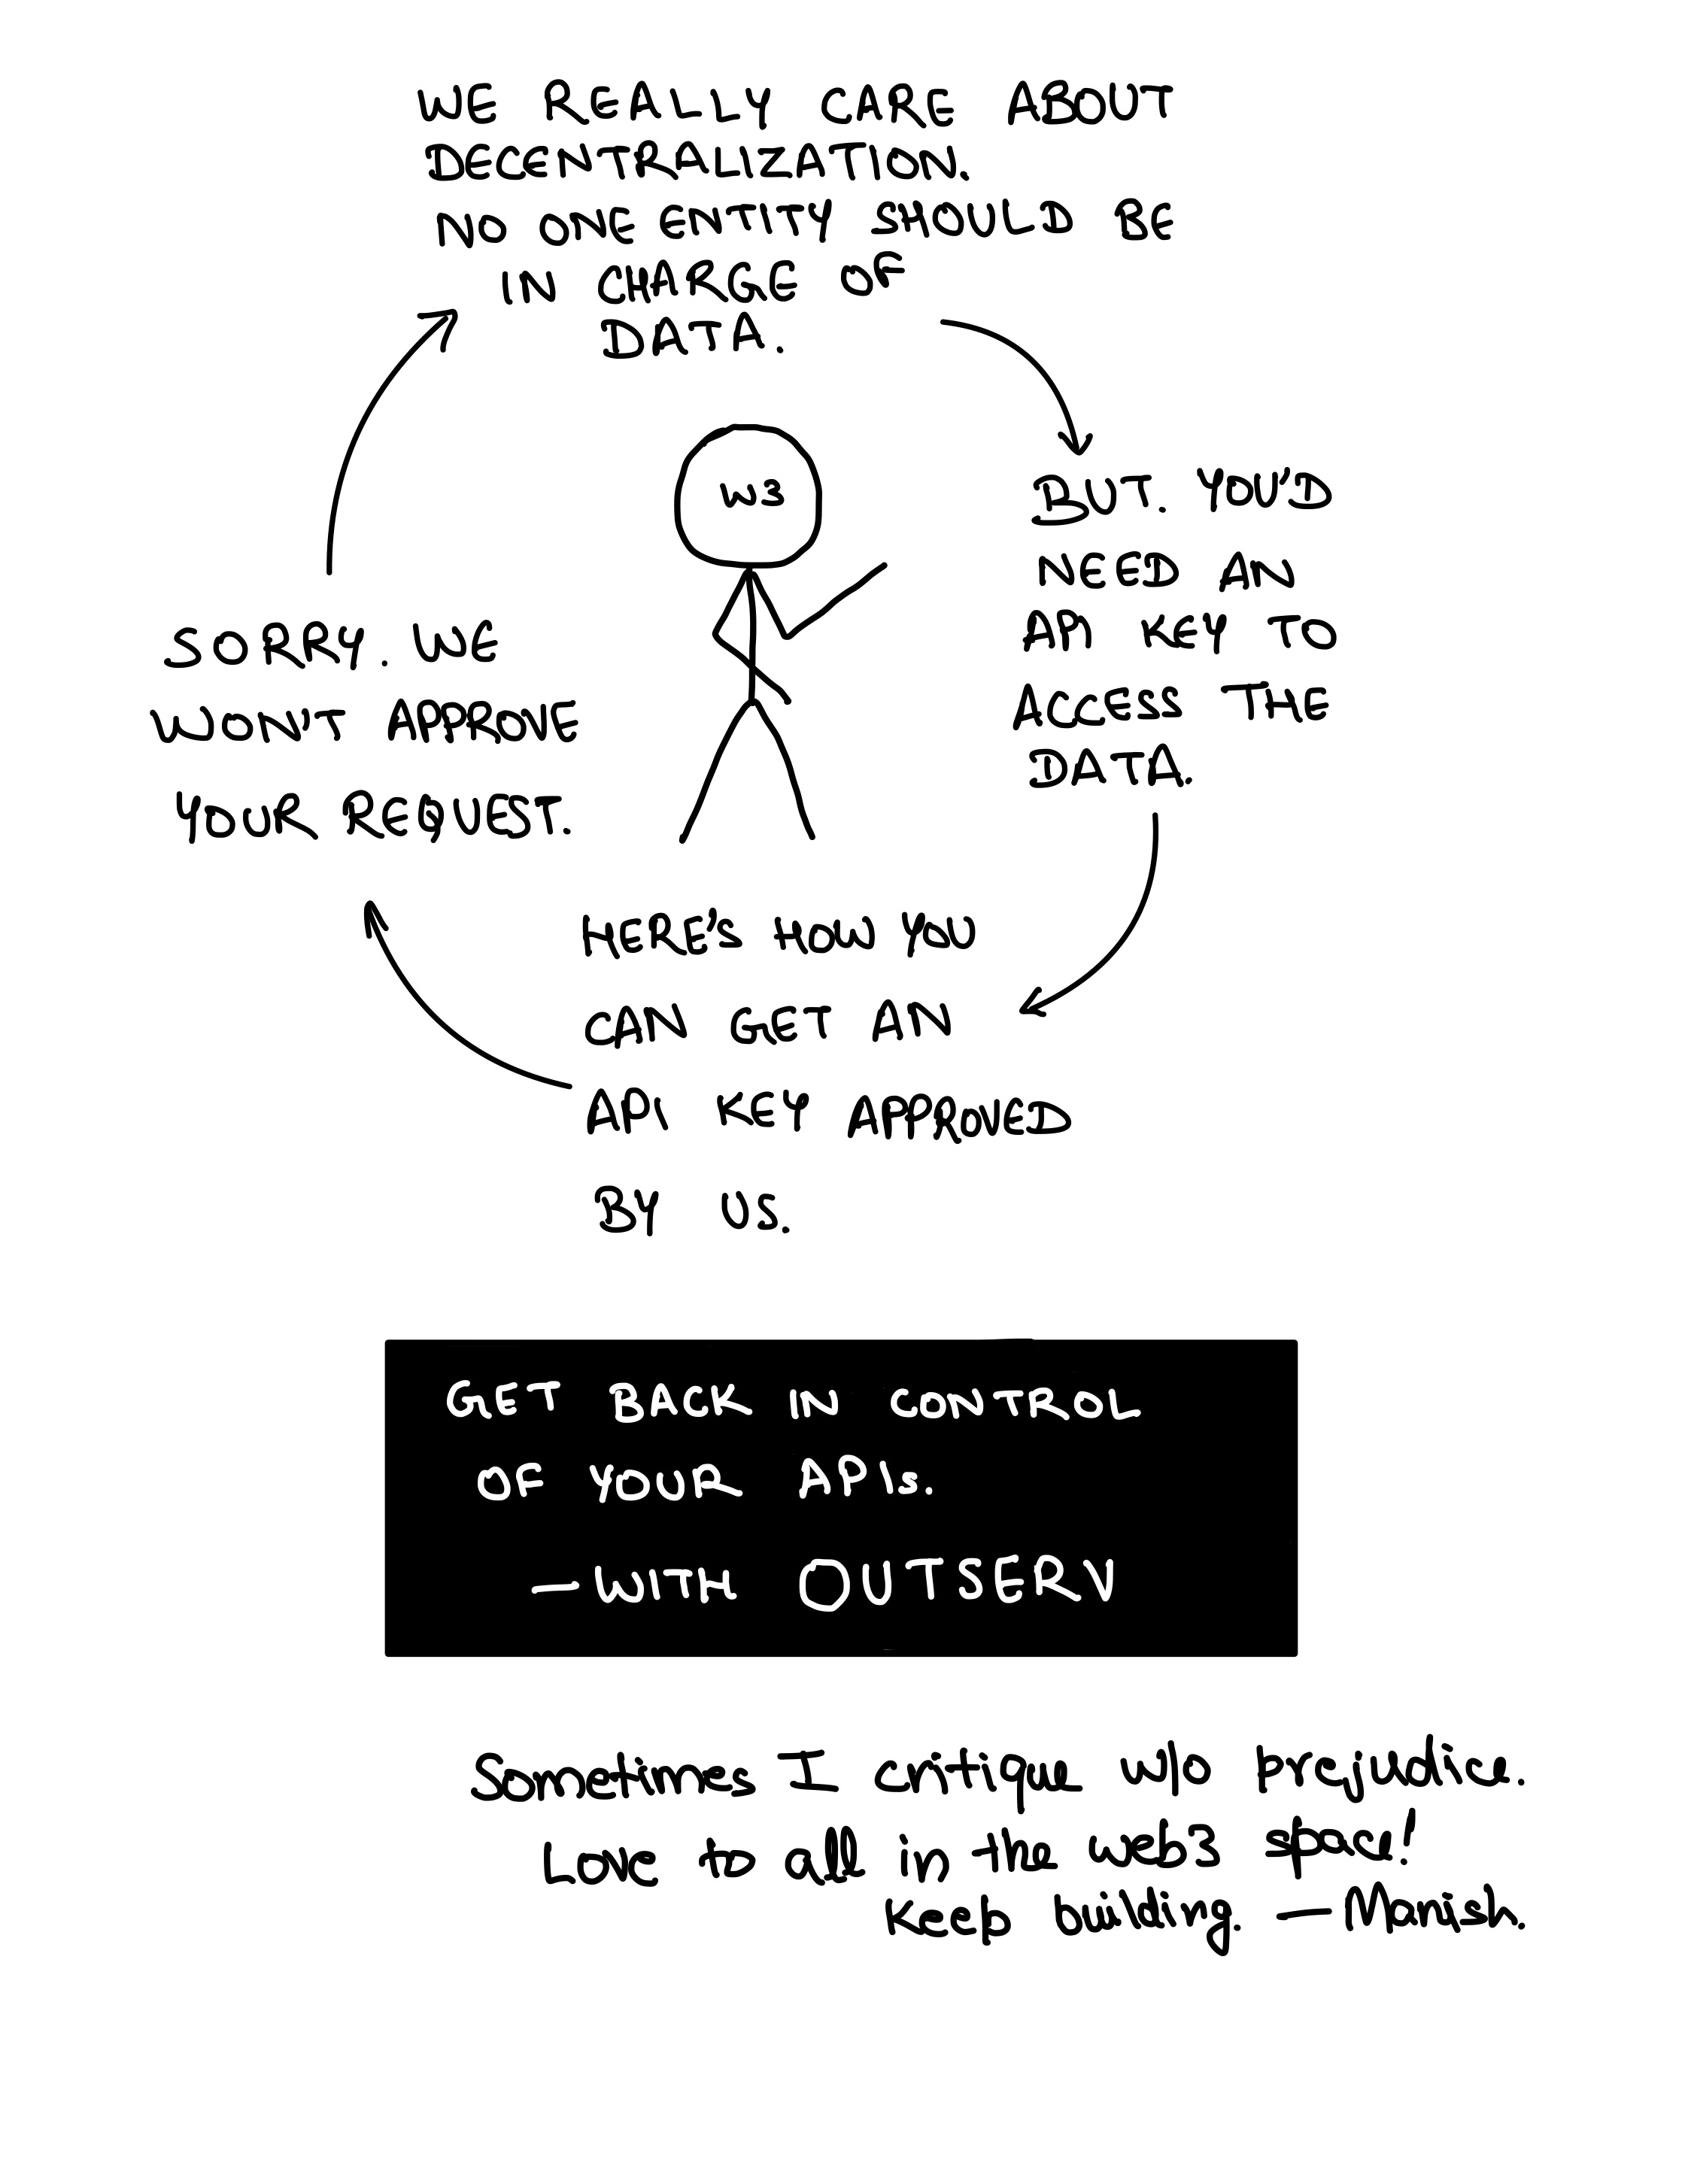 WE REALLY CARE ABOUT
DECENTRALIZATION.
NO ONE ENTITY SHOULD BE
IN CHARGE OF
DATA.
W3
BUT. YOU'D
NEED AN
API KEY TO
ACCESS THE
DATA.
HERE'S HOW YOU
CAN GET AN
API KEY APPROVED
BY US.
SORRY. WE
WON'T APPROVE
YOUR REQUEST.
GET BACK IN CONTROL
OF YOUR APIs.
—WITH OUTSERV
Sometimes I critique w/o prejudice.
Love to all in the web3 space!
Keep building. —Manish.